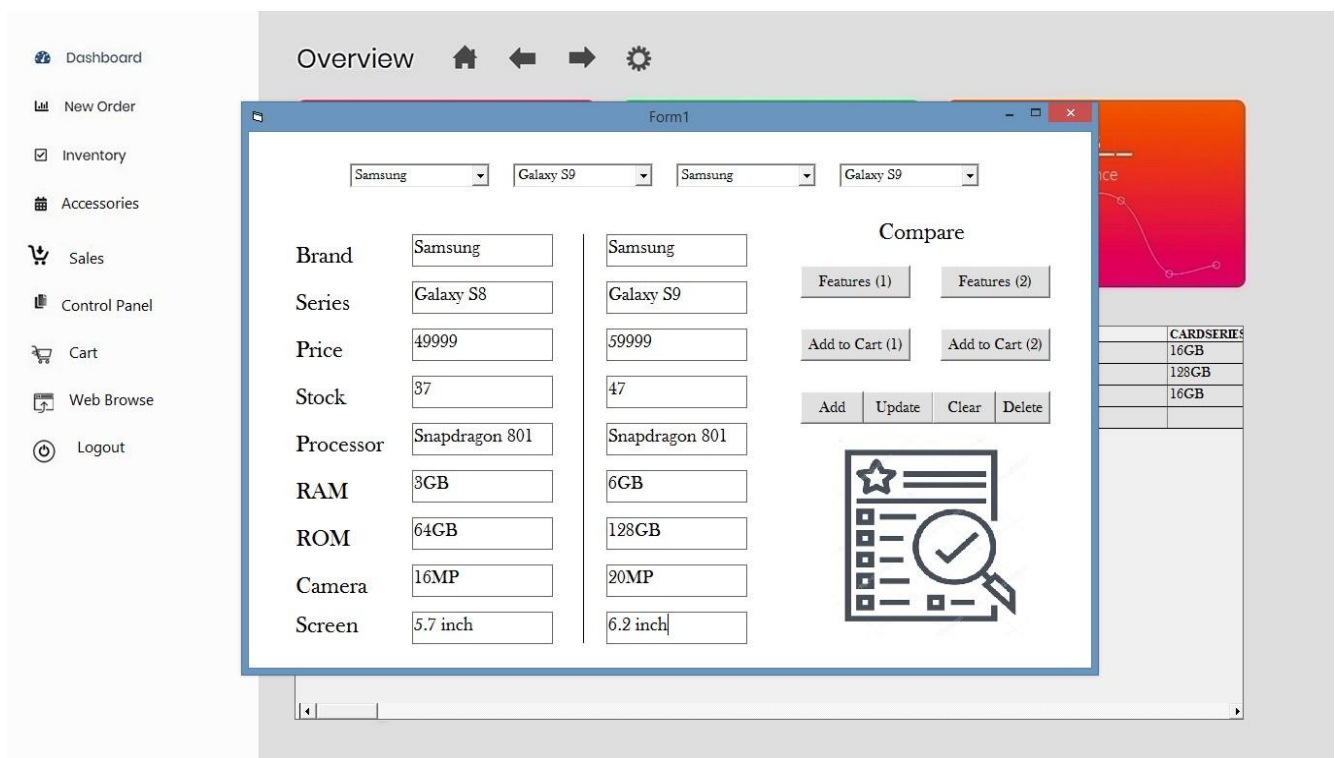 Dashboard
New Order
Inventory
Accessories
Sales
Control Panel
Cart
Web Browse
Logout
Overview
Form1
Samsung Galaxy S9 Samsung Galaxy S9
Brand Samsung Samsung
Series Galaxy S8 Galaxy S9
Price 49999 59999
Stock 37 47
Processor Snapdragon 801 Snapdragon 801
RAM 3GB 6GB
ROM 64GB 128GB
Camera 16MP 20MP
Screen 5.7 inch 6.2 inch
Compare
Features (1) Features (2)
Add to Cart (1) Add to Cart (2)
Add Update Clear Delete
CARDSERIES
16GB
128GB
16GB